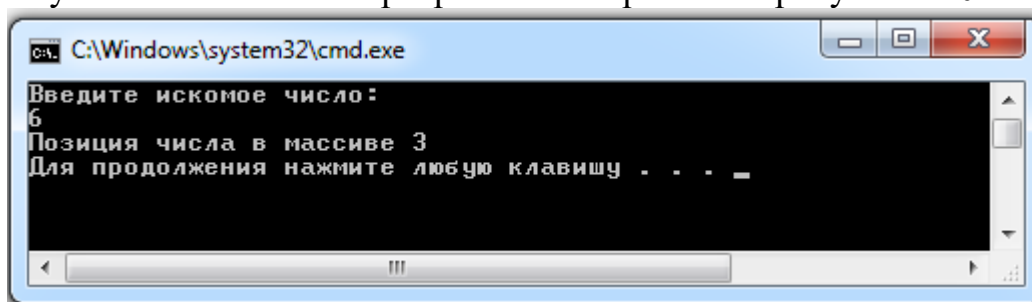 C:\Windows\system32\cmd.exe
Введите искомое число:
6
Позиция числа в массиве 3
Для продолжения нажмите любую клавишу . . . _